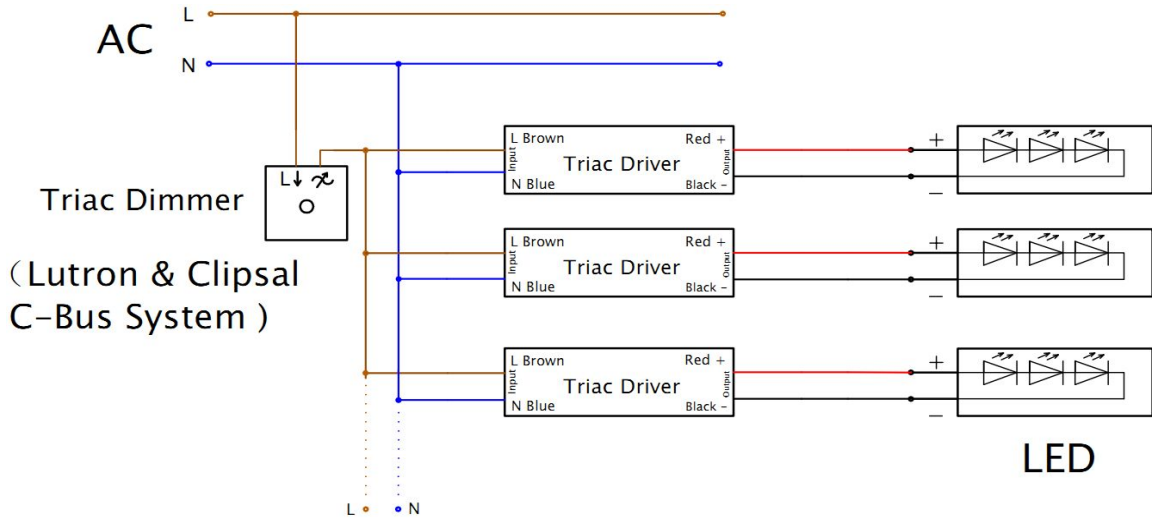 L
AC
N
L Brown
Red +
Input
Triac Driver
Output
N Blue
Black -
+
−
L
Triac Dimmer
L Brown
Red +
Input
Triac Driver
Output
N Blue
Black -
+
−
（Lutron & Clipsal
C-Bus System )
L Brown
Red +
Input
Triac Driver
Output
N Blue
Black -
+
−
LED
L
N